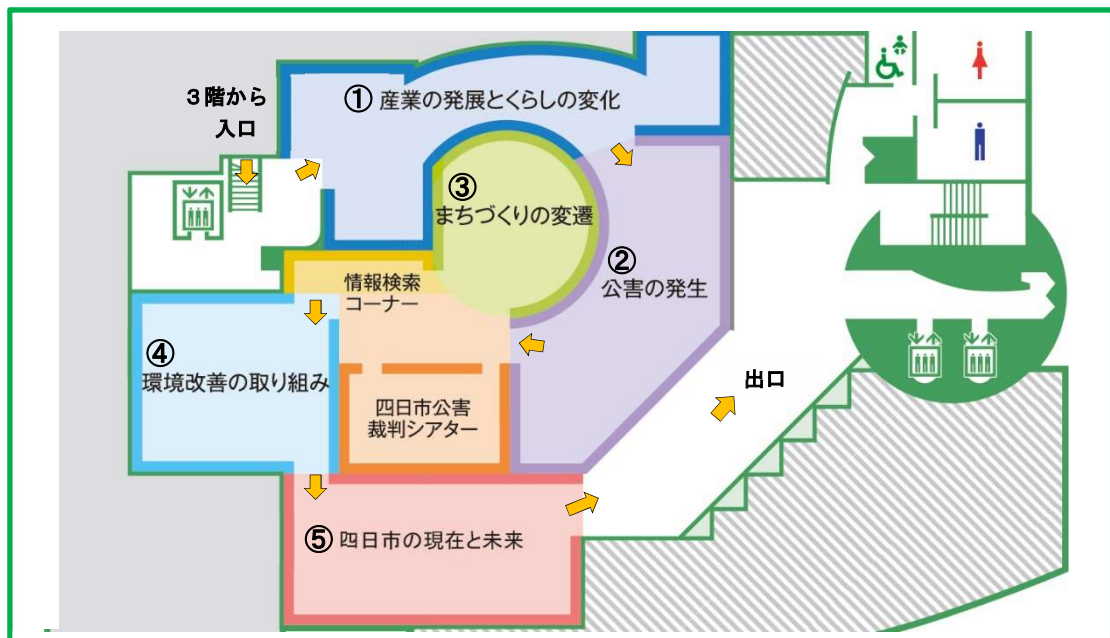 3階から
入口
① 産業の発展とくらしの変化
③
まちづくりの変遷
②
公害の発生
情報検索
コーナー
④
環境改善の取り組み
四日市公害
裁判シアター
出口
⑤ 四日市の現在と未来